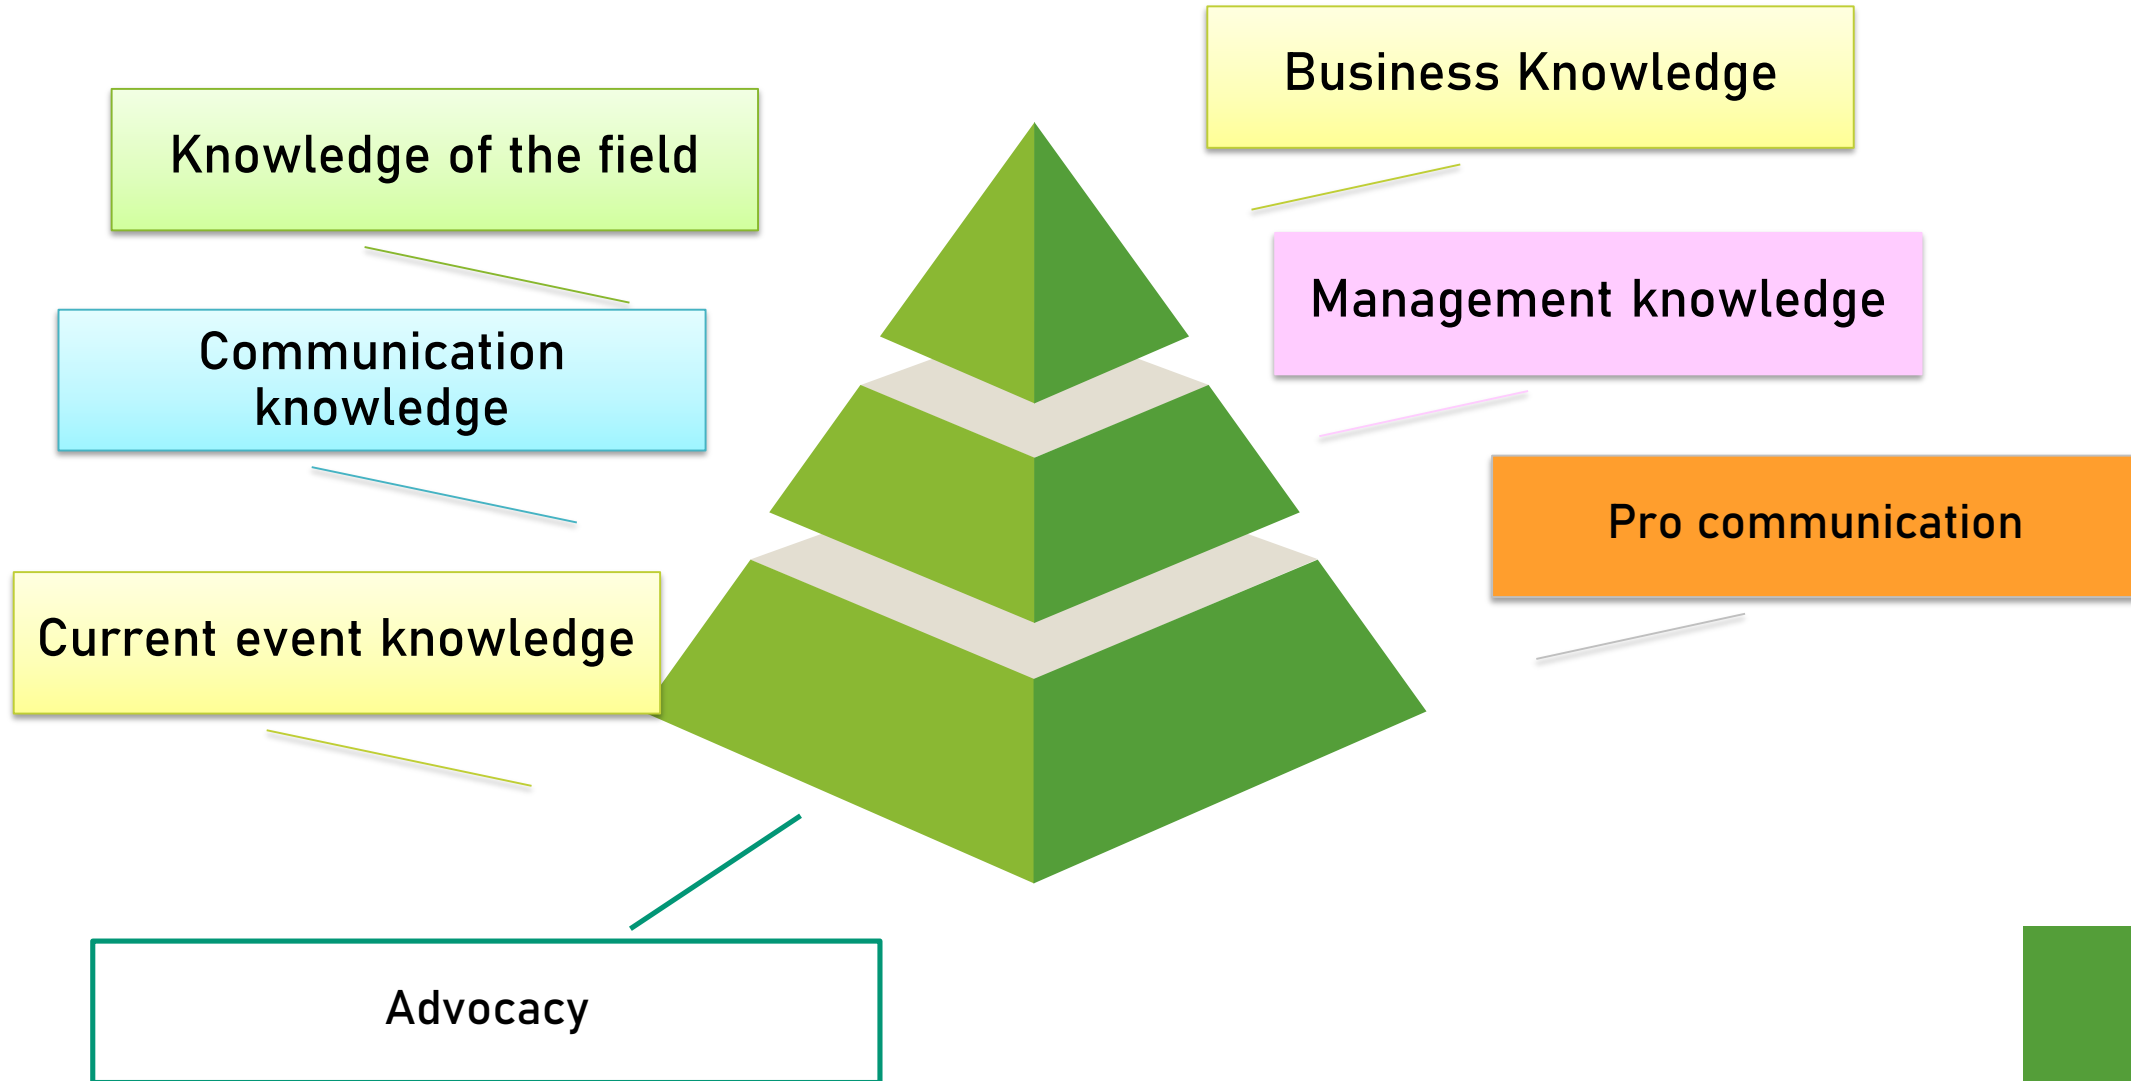 Business Knowledge
Knowledge of the field
Management knowledge
Communication
knowledge
Pro communication
Current event knowledge
Advocacy